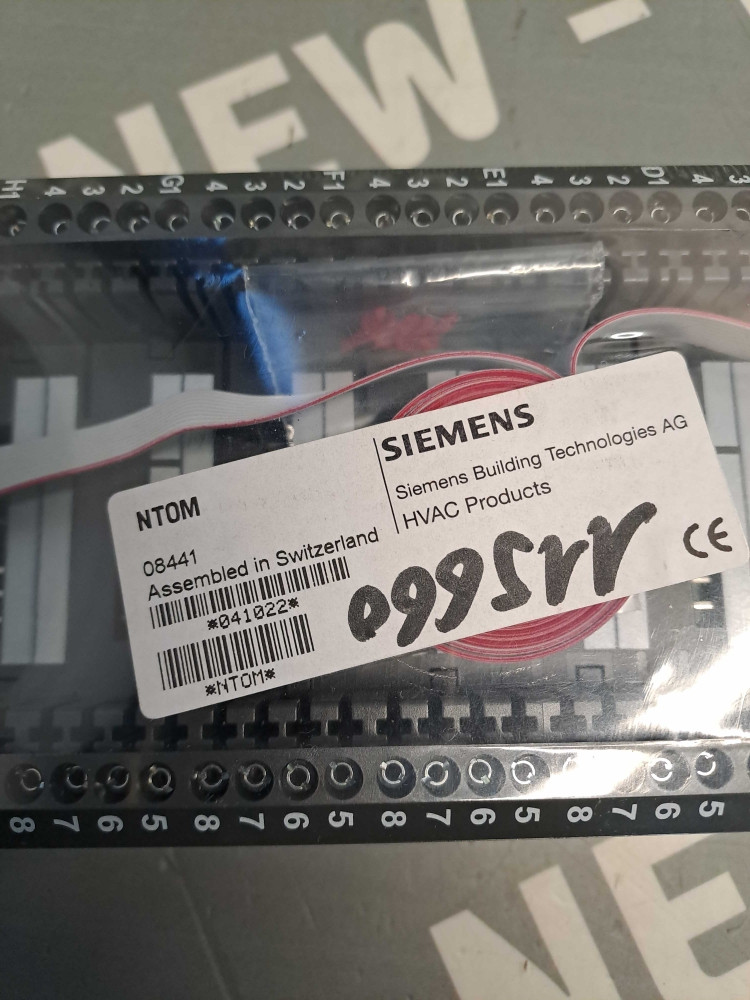 NEW -
H1 4 3 2 G1 4 3 2 F1 4 3 2 E1 4 3 2 D1 4 3
SIEMENS
Siemens Building Technologies AG
HVAC Products
NTOM
08441
Assembled in Switzerland
*041022*
*NTOM*
CE
8 7 6 5 8 7 6 5 8 7 6 5 8 7 6 5
NE